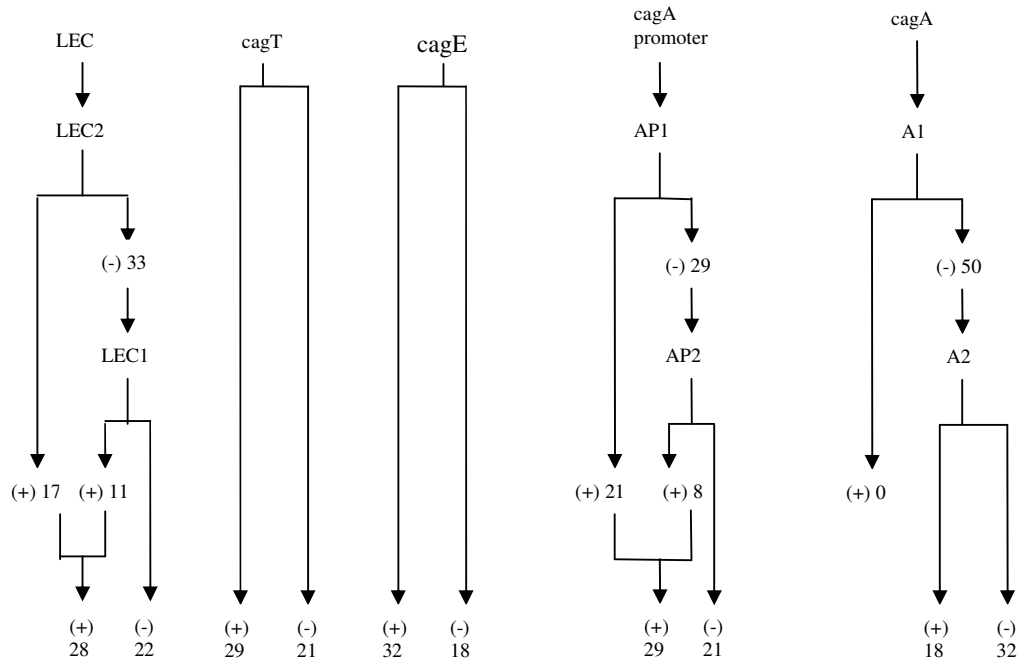 LEC
cagT
cagE
cagA
promoter
cagA
LEC2
AP1
A1
(-) 33
(-) 29
(-) 50
LEC1
AP2
A2
(+) 17
(+) 11
(+) 21
(+) 8
(+) 0
(+)
28
(-)
22
(+)
29
(-)
21
(+)
32
(-)
18
(+)
29
(-)
21
(+)
18
(-)
32